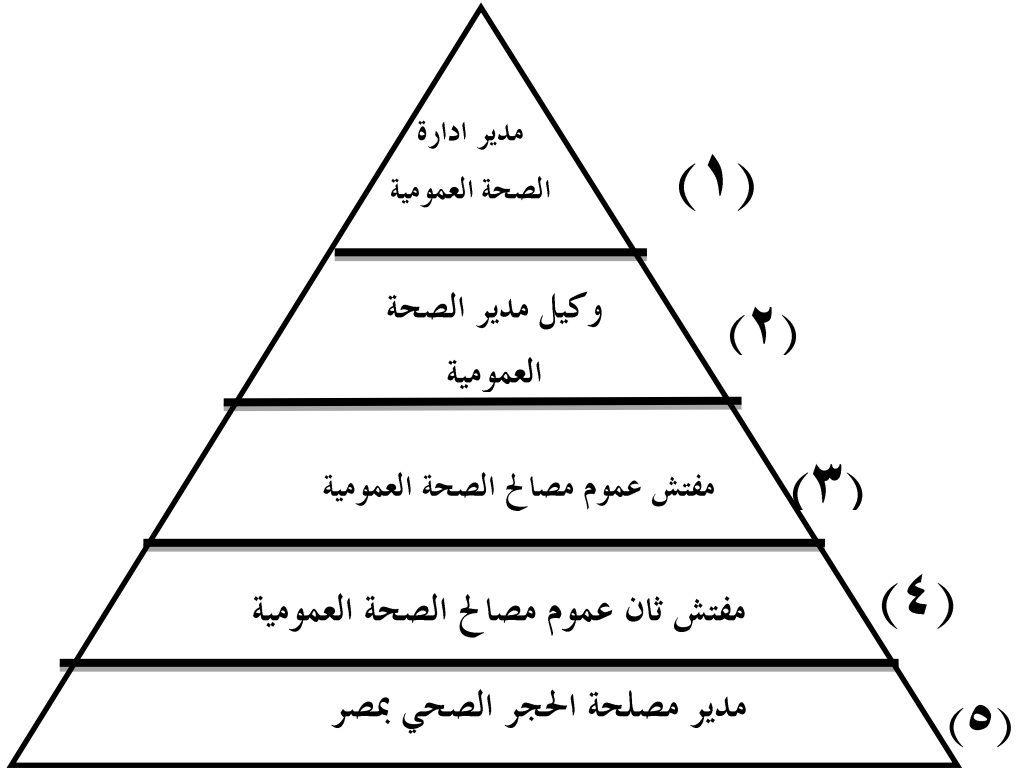 مدير ادارة
الصحة العمومية
(١)
وكيل مدير الصحة
العمومية
(٢)
مفتش عموم مصالح الصحة العمومية
(٣)
مفتش ثان عموم مصالح الصحة العمومية
(٤)
مدير مصلحة الحجر الصحي بمصر
(٥)